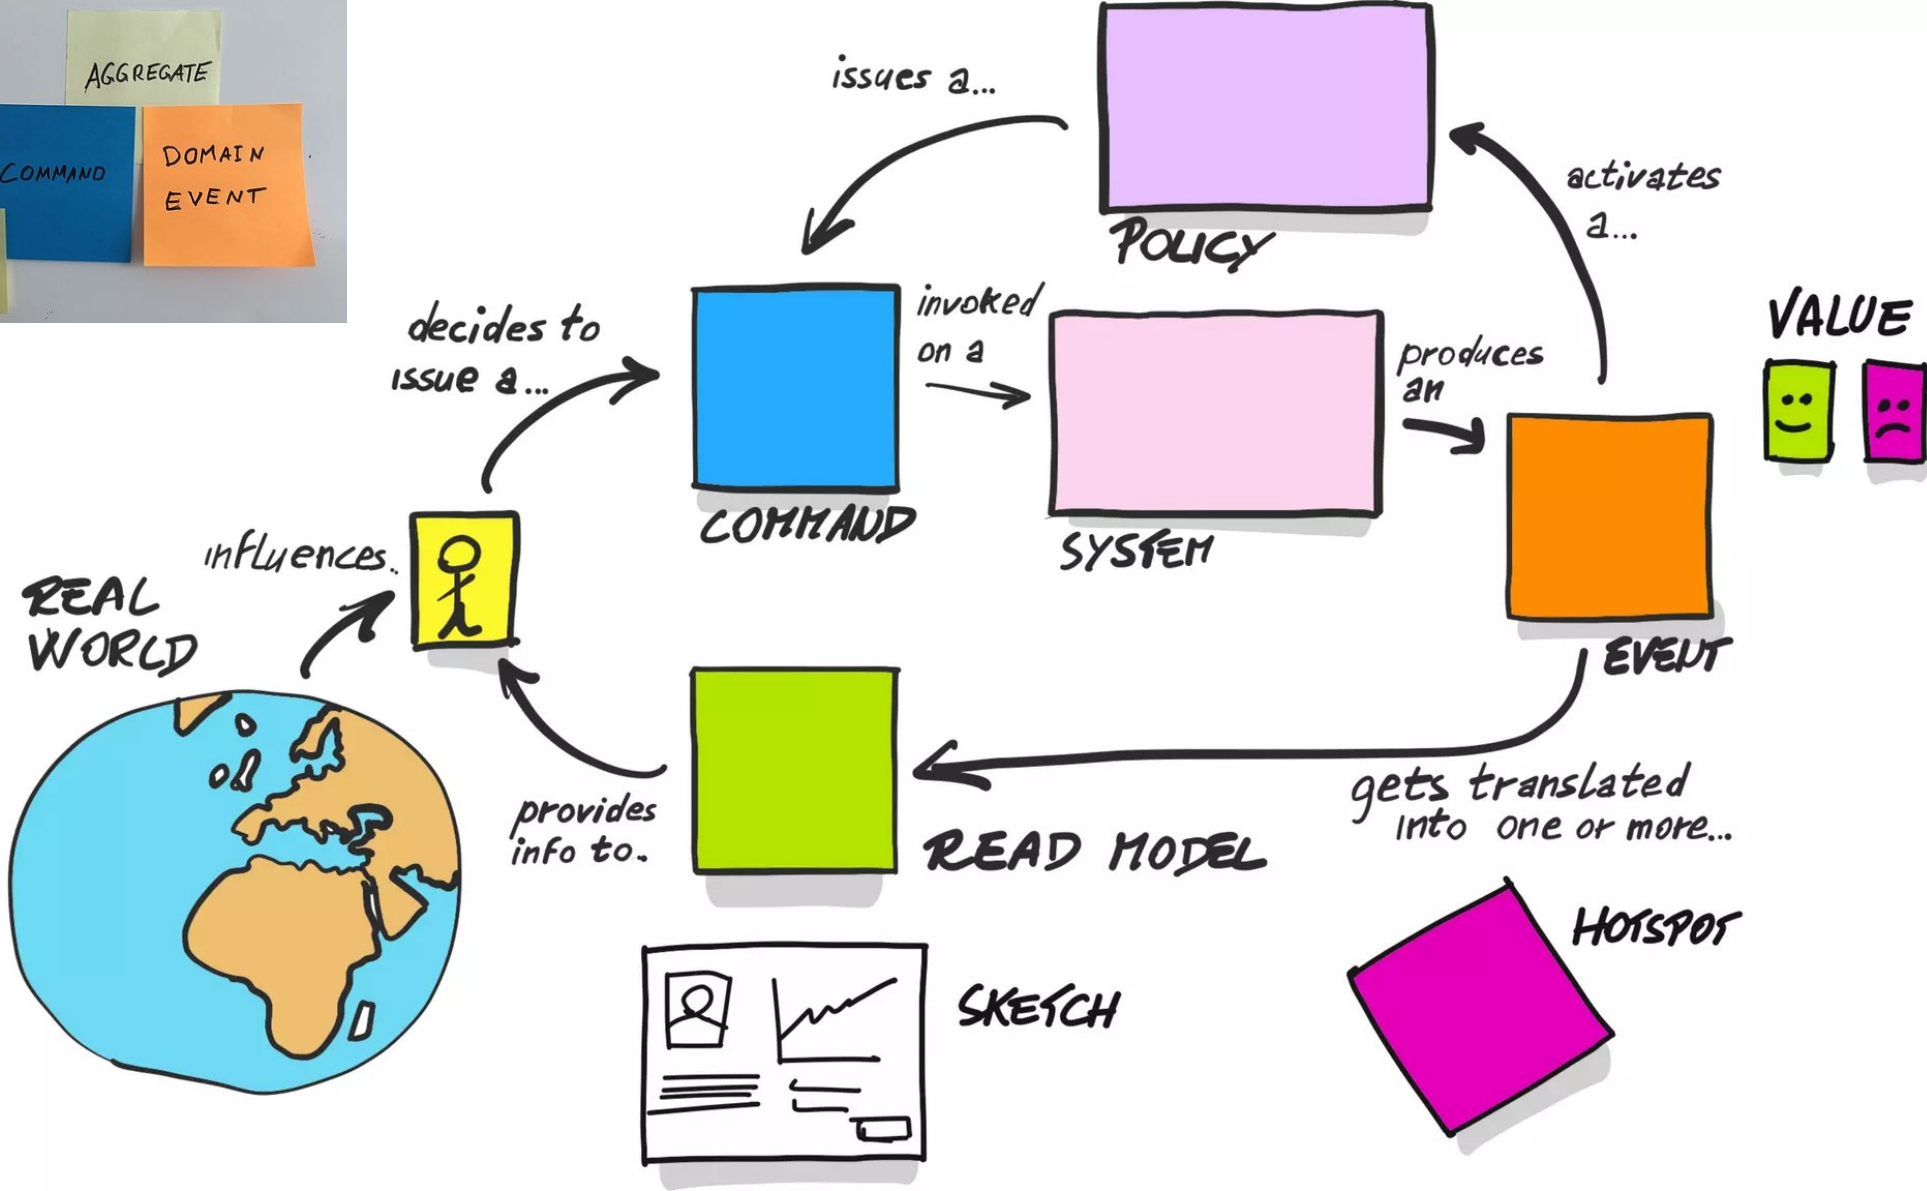 AGGREGATE
COMMAND
DOMAIN
EVENT
issues a...
POLICY
activates
a...
decides to
issue a...
invoked
on a
COMMAND
SYSTEM
produces
an
VALUE
EVENT
influences..
REAL
WORLD
provides
info to..
READ MODEL
gets translated
into one or more...
SKETCH
HOTSPOT